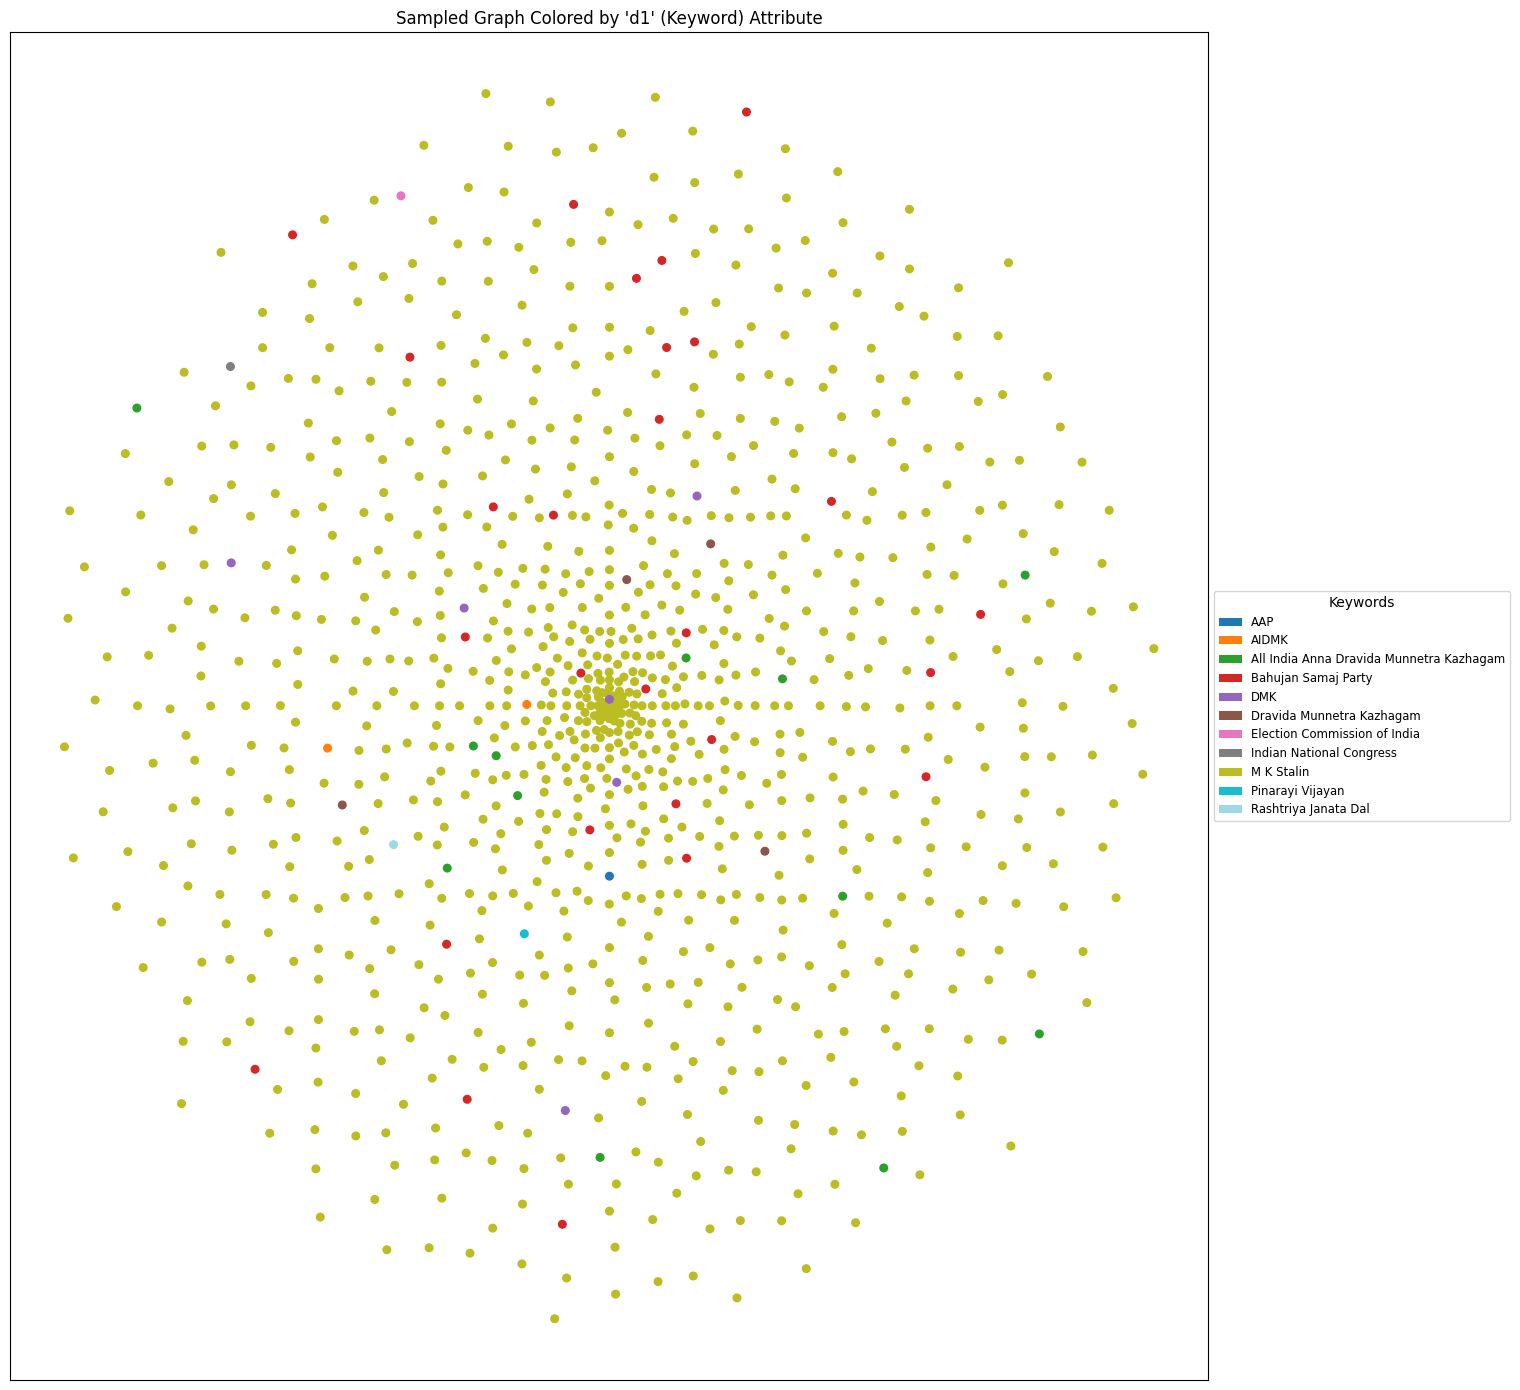 Sampled Graph Colored by 'd1' (Keyword) Attribute
Keywords
AAP
AIDMK
All India Anna Dravida Munnetra Kazhagam
Bahujan Samaj Party
DMK
Dravida Munnetra Kazhagam
Election Commission of India
Indian National Congress
M K Stalin
Pinarayi Vijayan
Rashtriya Janata Dal